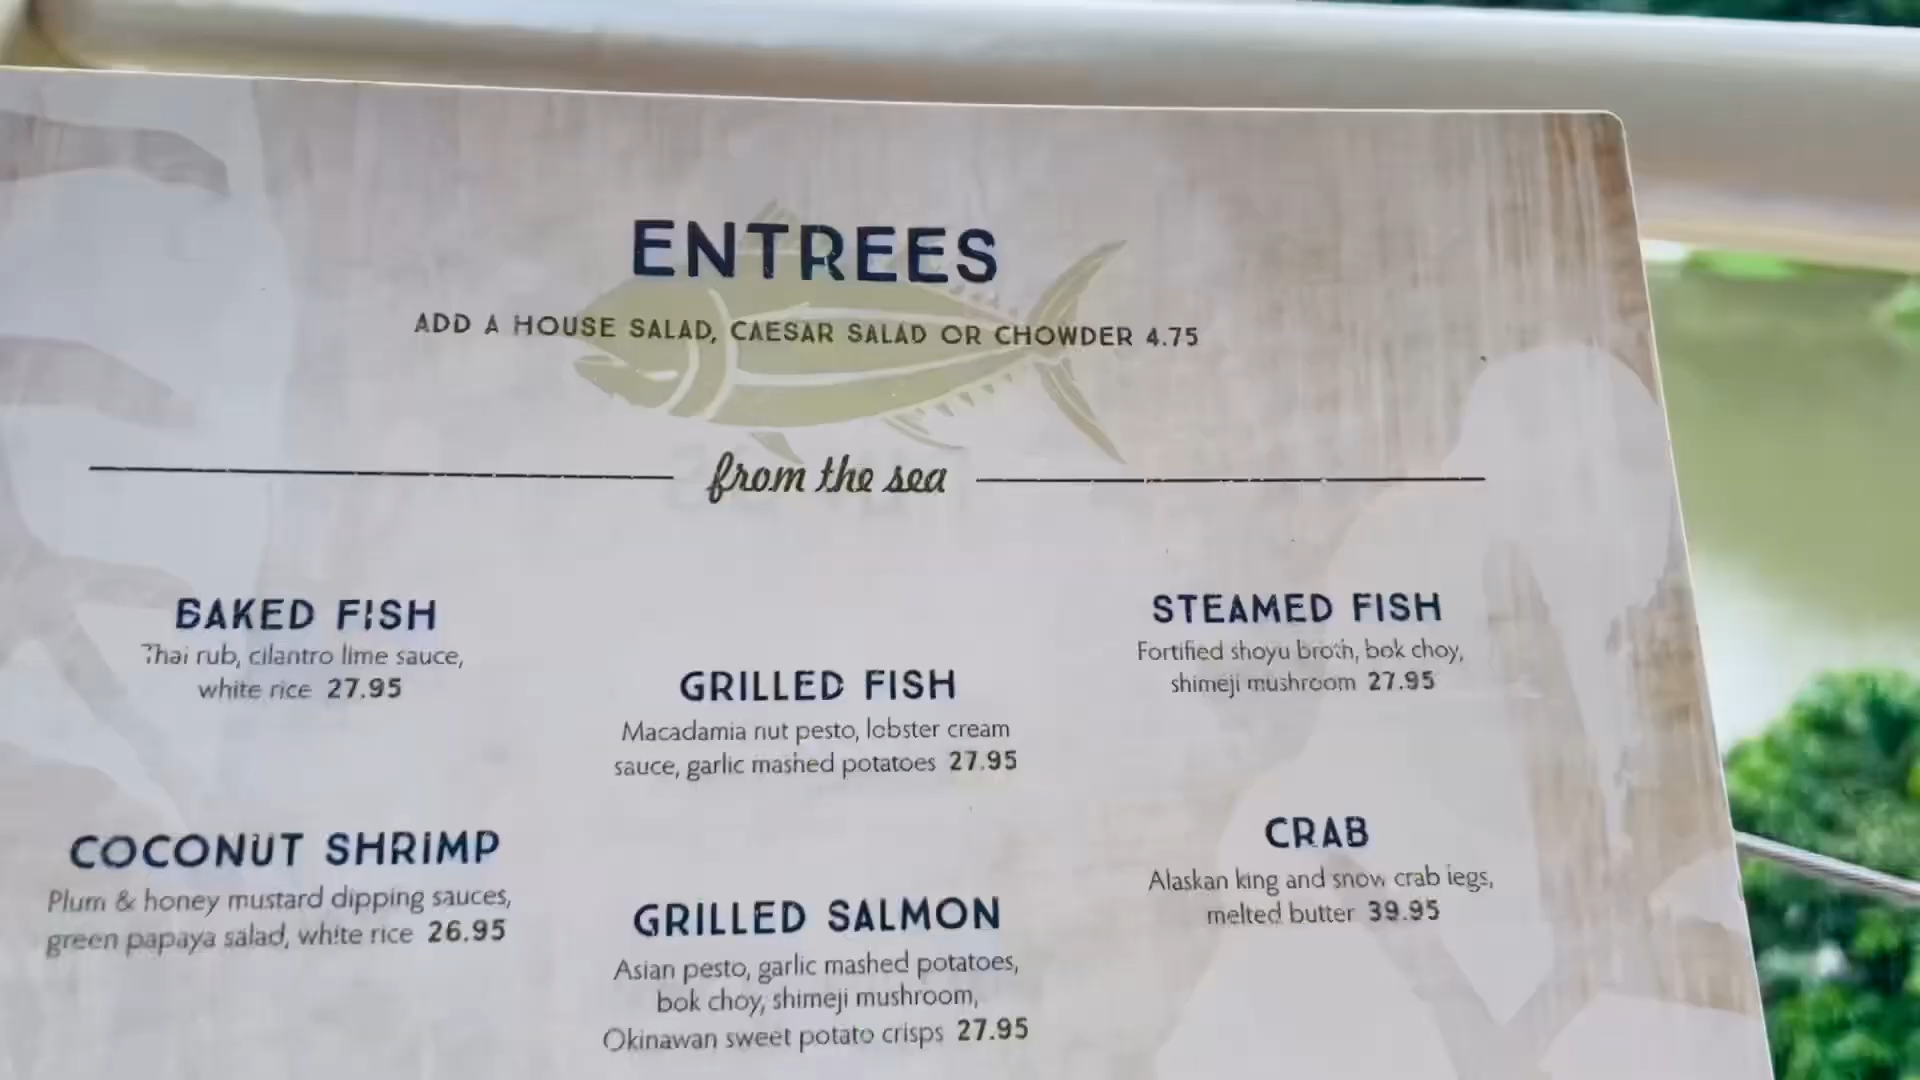 ENTREES
ADD A HOUSE SALAD, CAESAR SALAD OR CHOWDER 4.75
from the sea
BAKED FISH
Thai rub, cilantro lime sauce,
white rice 27.95
COCONUT SHRIMP
Plum & honey mustard dipping sauces,
green papaya salad, white rice 26.95
GRILLED FISH
Macadamia nut pesto, lobster cream
sauce, garlic mashed potatoes 27.95
GRILLED SALMON
Asian pesto, garlic mashed potatoes,
bok choy, shimeji mushroom,
Okinawan sweet potato crisps 27.95
STEAMED FISH
Fortified shoyu broth, bok choy,
shimeji mushroom 27.95
CRAB
Alaskan king and snow crab legs,
melted butter 39.95